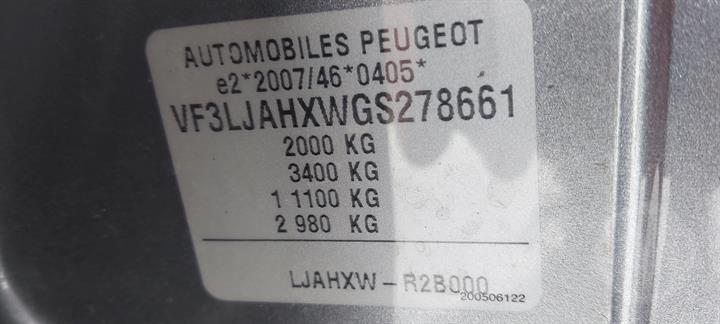 AUTOMOBILES PEUGEOT
e2*2007/46*0405*
VF3LJAHXWGS278661
2000 KG
3400 KG
1 1100 KG
2 980 KG
LJAHXW - R2B000
200506122